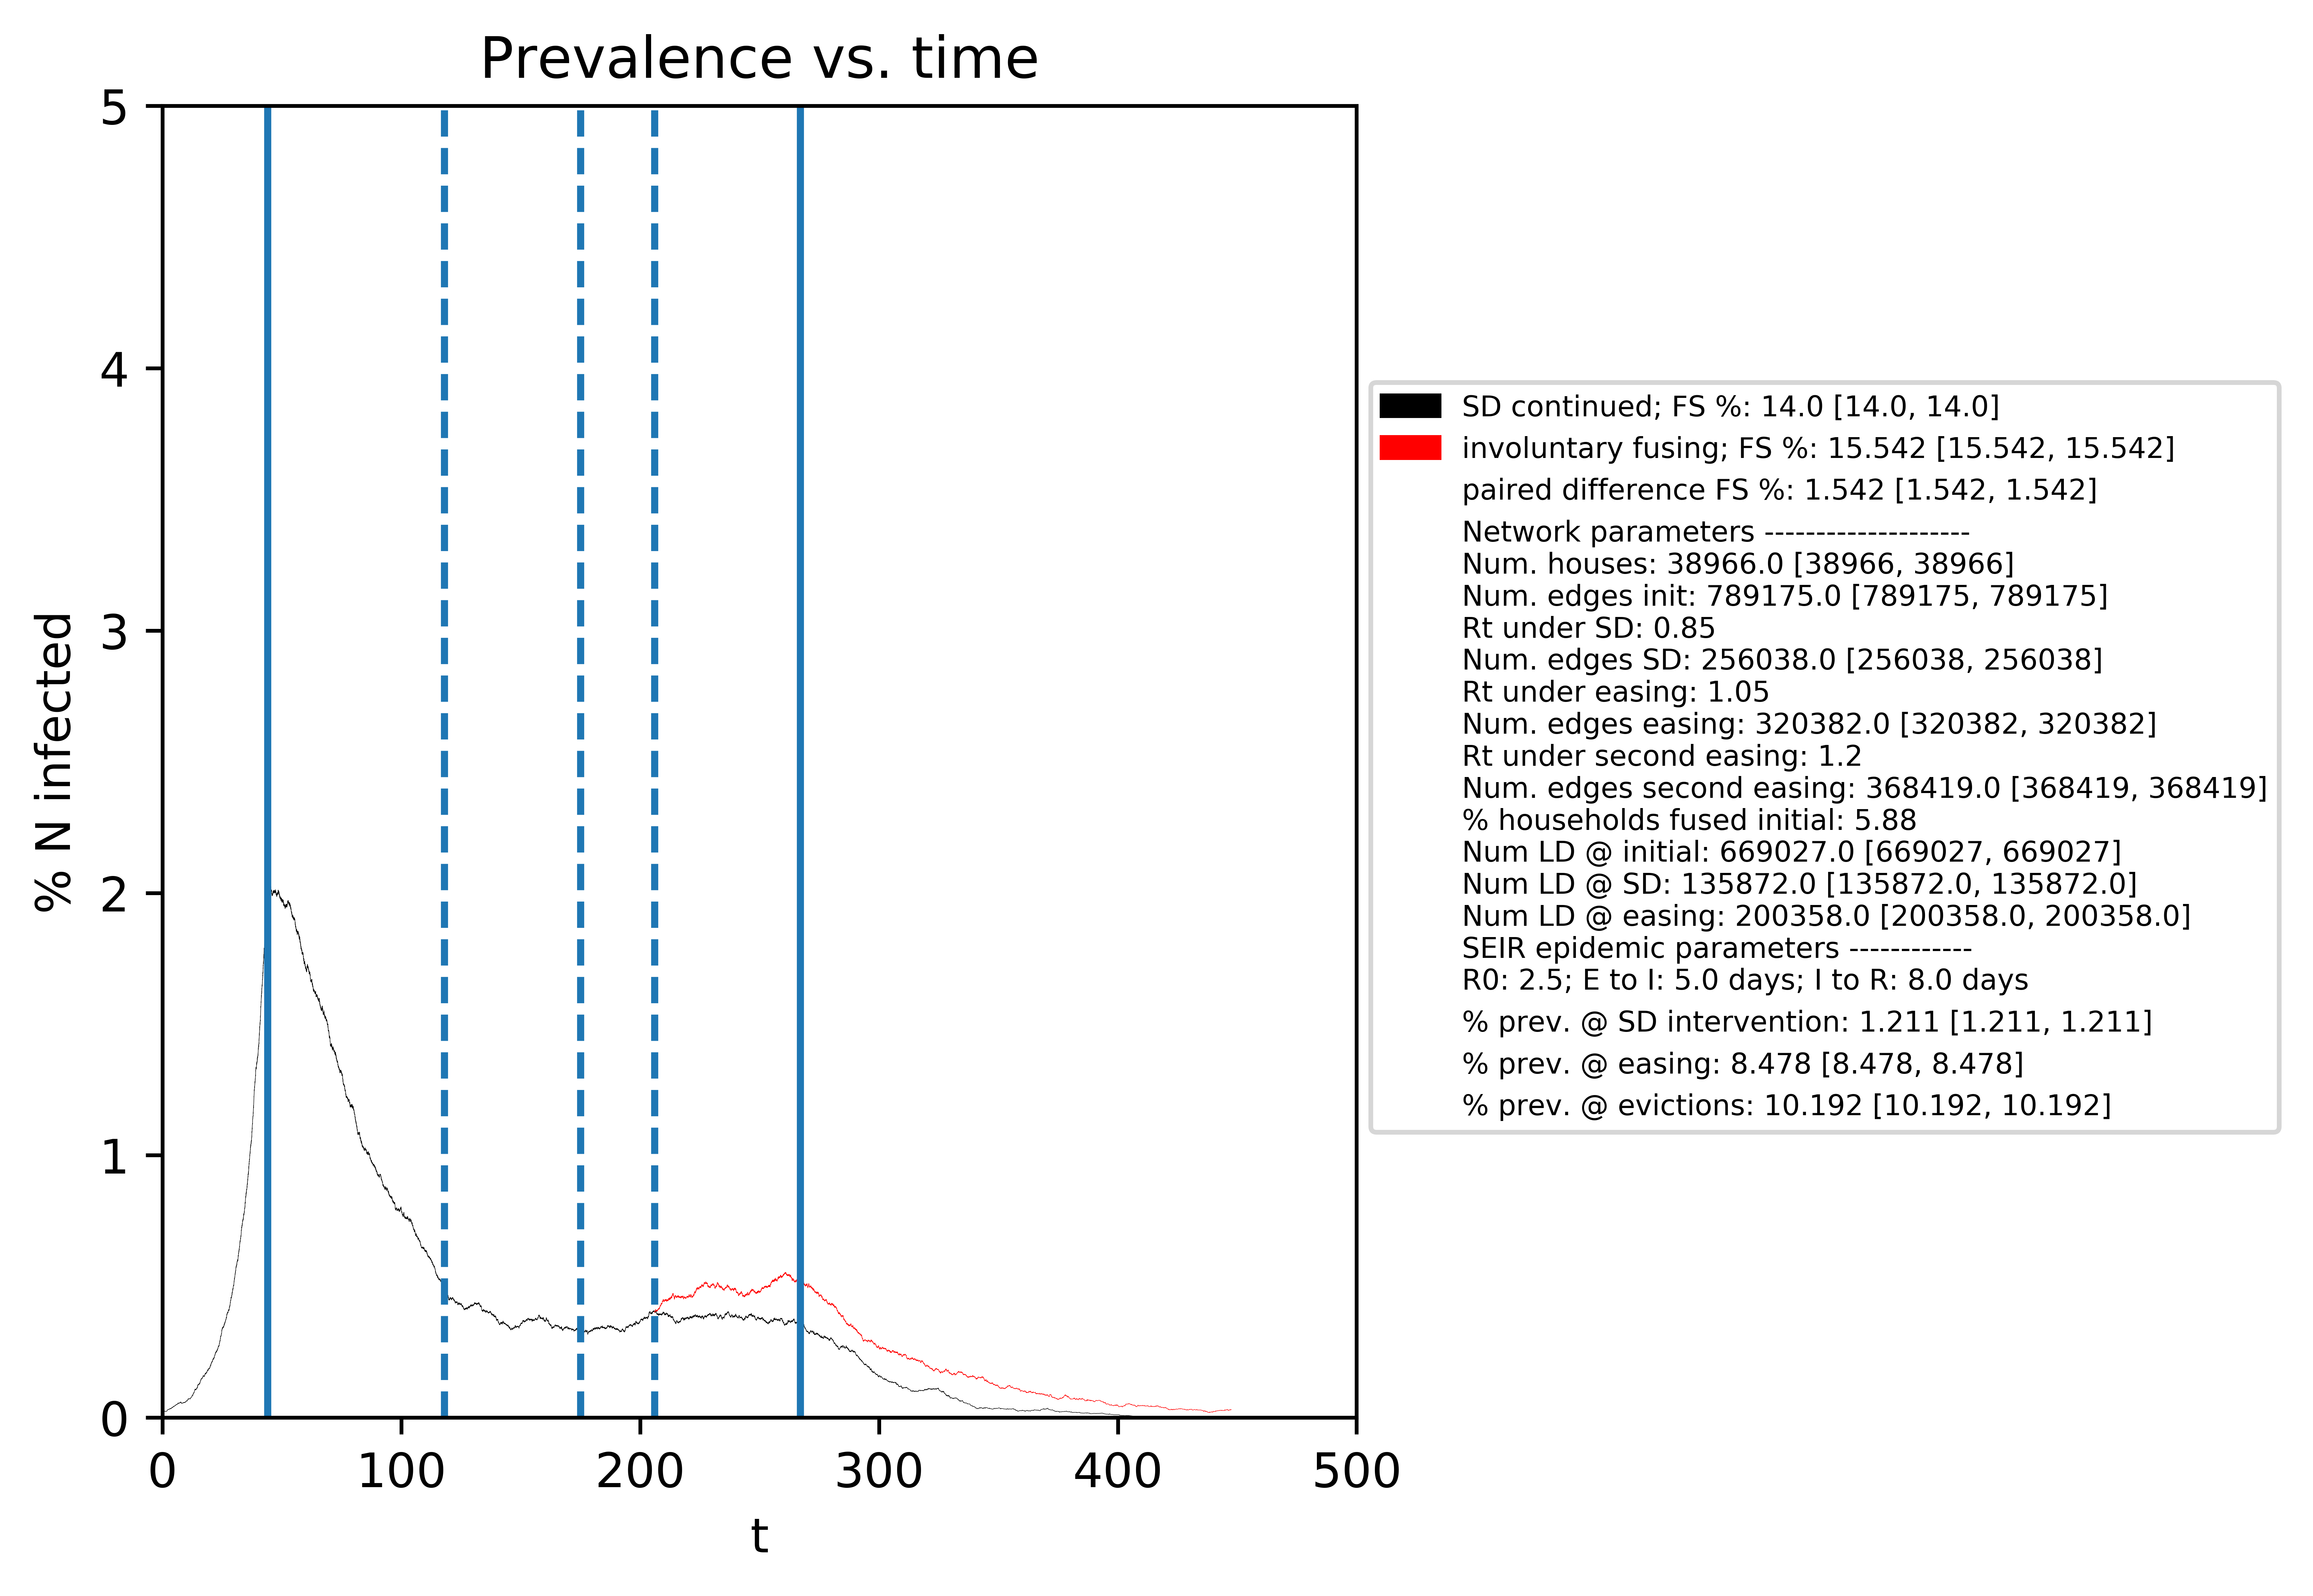 Prevalence vs. time
5
4
3
2
1
0
% N infected
0 100 200 300 400 500
t
SD continued; FS %: 14.0 [14.0, 14.0]
involuntary fusing; FS %: 15.542 [15.542, 15.542]
paired difference FS %: 1.542 [1.542, 1.542]
Network parameters --------------------
Num. houses: 38966.0 [38966, 38966]
Num. edges init: 789175.0 [789175, 789175]
Rt under SD: 0.85
Num. edges SD: 256038.0 [256038, 256038]
Rt under easing: 1.05
Num. edges easing: 320382.0 [320382, 320382]
Rt under second easing: 1.2
Num. edges second easing: 368419.0 [368419, 368419]
% households fused initial: 5.88
Num LD @ initial: 669027.0 [669027, 669027]
Num LD @ SD: 135872.0 [135872.0, 135872.0]
Num LD @ easing: 200358.0 [200358.0, 200358.0]
SEIR epidemic parameters ------------
R0: 2.5; E to I: 5.0 days; I to R: 8.0 days
% prev. @ SD intervention: 1.211 [1.211, 1.211]
% prev. @ easing: 8.478 [8.478, 8.478]
% prev. @ evictions: 10.192 [10.192, 10.192]